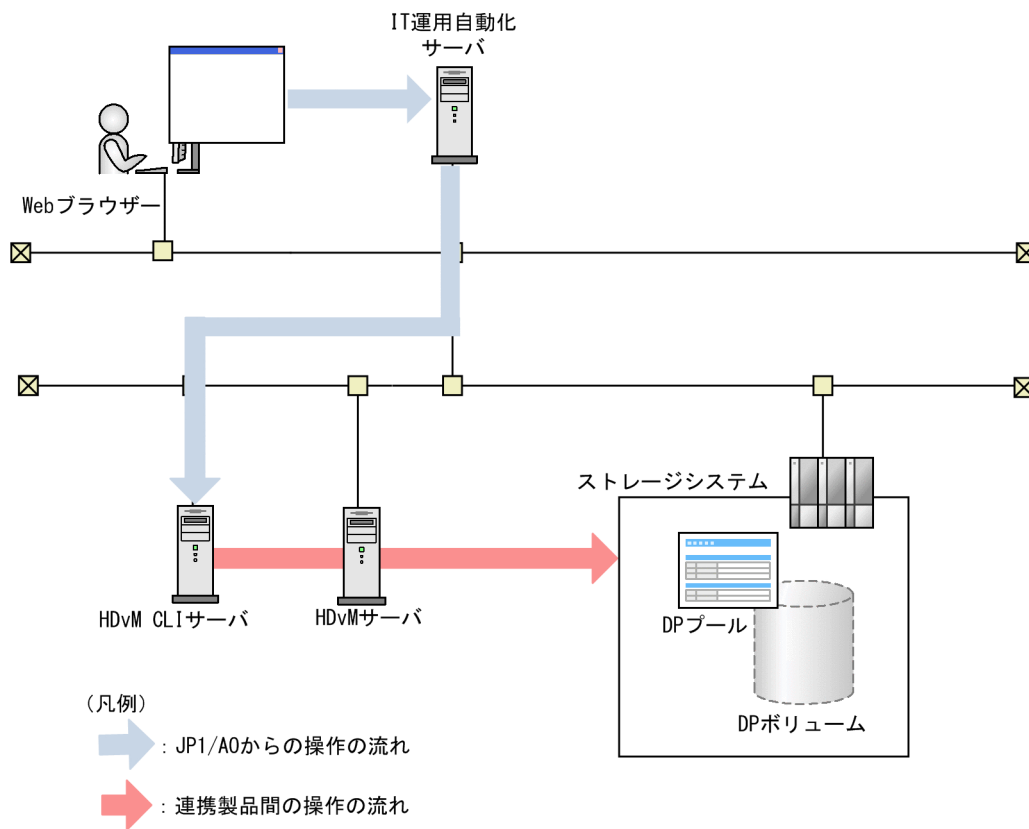 IT運用自動化
サーバ
Webブラウザー
ストレージシステム
HDvM CLIサーバ
HDvMサーバ
DPプール
DPボリューム
(凡例)
: JP1/AOからの操作の流れ
: 連携製品間の操作の流れ